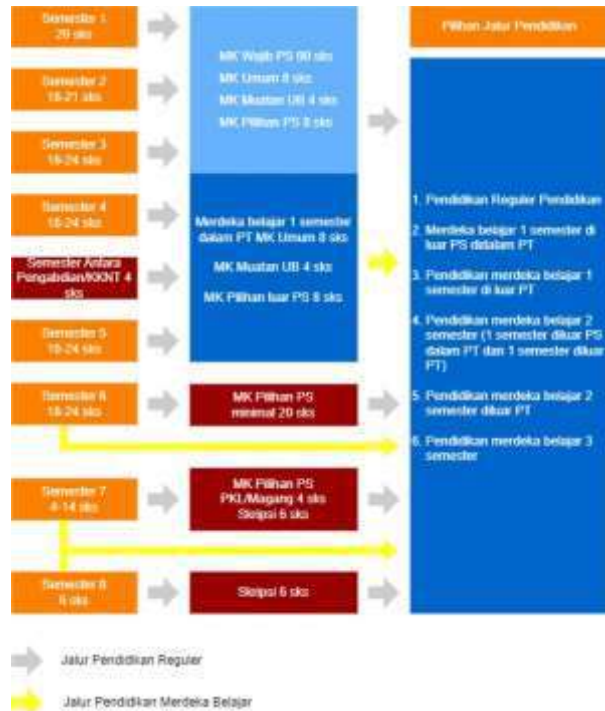 Semester 1
20 sks
Semester 2
18-21 sks
Semester 3
18-24 sks
Semester 4
18-24 sks
Semester Antara
Pengabdian/KKNT 4
sks
Semester 5
18-24 sks
Semester 6
18-24 sks
Semester 7
4-14 sks
Semester 8
6 sks
MK Wajib PS 90 sks
MK Umum 8 sks
MK Muatan UB 4 sks
MK Pilihan PS 8 sks
Merdeka belajar 1 semester
dalam PT MK Umum 8 sks
MK Muatan UB 4 sks
MK Pilihan luar PS 8 sks
MK Pilihan PS
minimal 20 sks
MK Pilihan PS
PKL/Magang 4 sks
Skripsi 6 sks
Skripsi 6 sks
Pilihan Jalur Pendidikan
1. Pendidikan Reguler Pendidikan
2. Merdeka belajar 1 semester di
luar PS didalam PT
3. Pendidikan merdeka belajar 1
semester di luar PT
4. Pendidikan merdeka belajar 2
semester (1 semester diluar PS
dalam PT dan 1 semester diluar
PT)
5. Pendidikan merdeka belajar 2
semester diluar PT
6. Pendidikan merdeka belajar 3
semester
Jalur Pendidikan Reguler
Jalur Pendidikan Merdeka Belajar